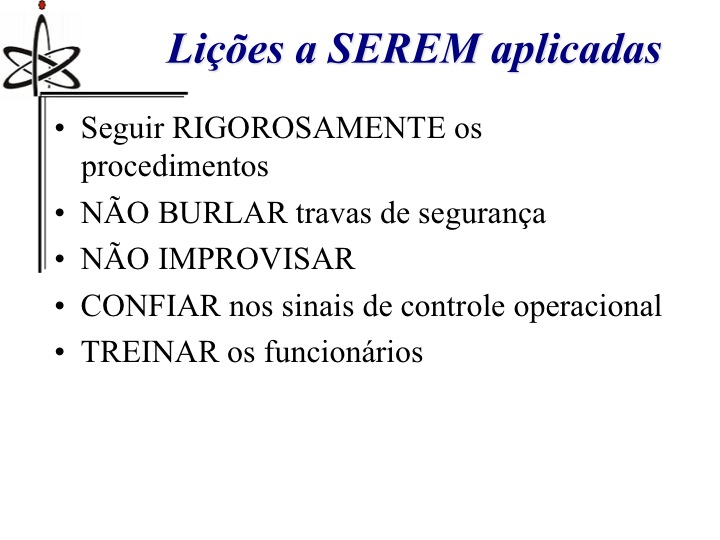 Lições a SEREM aplicadas
• Seguir RIGOROSAMENTE os
procedimentos
• NÃO BURLAR travas de segurança
• NÃO IMPROVISAR
• CONFIAR nos sinais de controle operacional
• TREINAR os funcionários